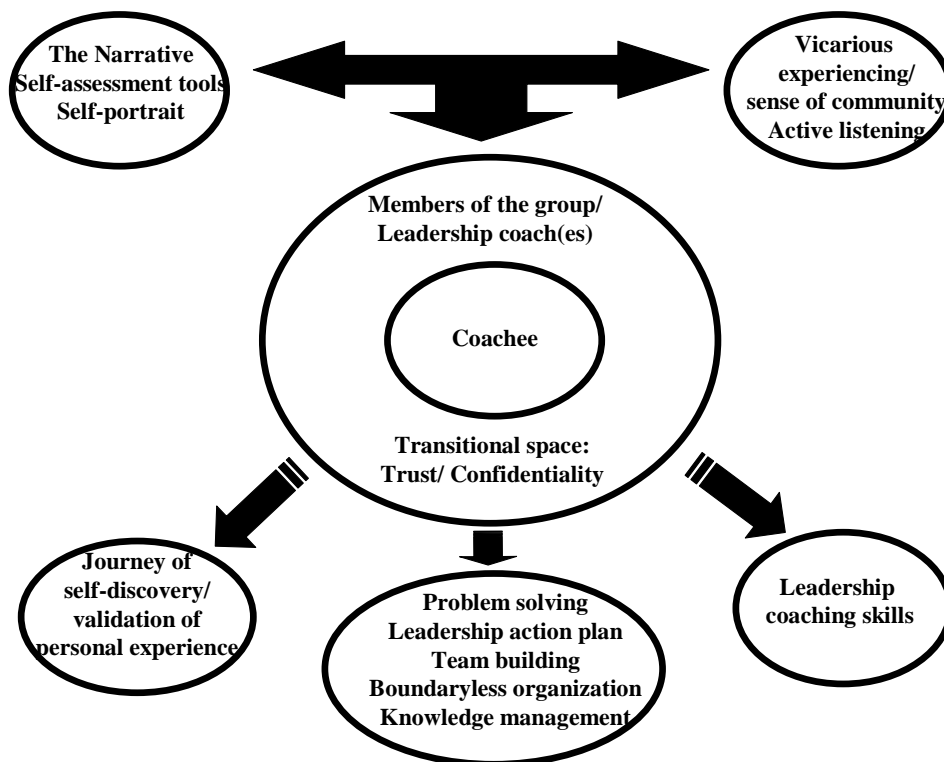 The Narrative
Self-assessment tools
Self-portrait
Vicarious
experiencing/
sense of community
Active listening
Members of the group/
Leadership coach(es)
Coachee
Transitional space:
Trust/ Confidentiality
Journey of
self-discovery/
validation of
personal experience
Problem solving
Leadership action plan
Team building
Boundaryless organization
Knowledge management
Leadership
coaching skills